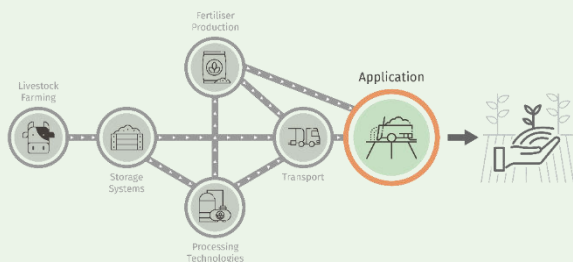 Fertiliser
Production
Application
Livestock
Farming
Storage
Systems
Transport
Processing
Technologies